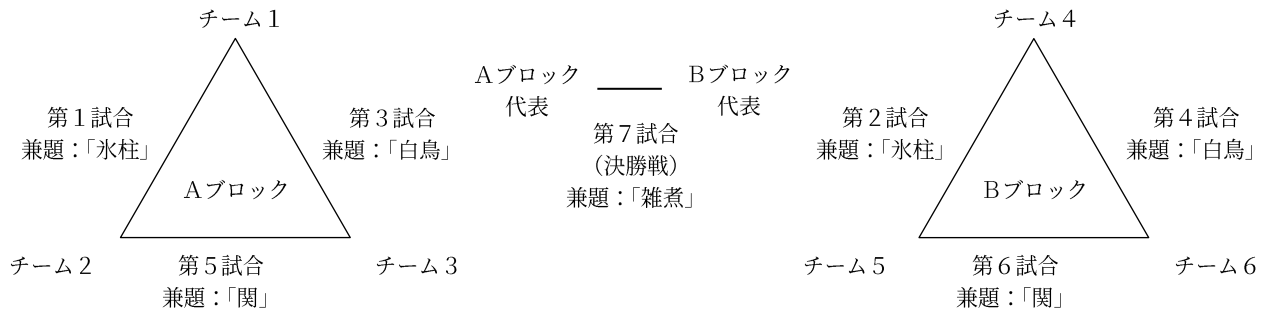 チーム１
第１試合
兼題：「氷柱」
第３試合
兼題：「白鳥」
Ａブロック
チーム２
第５試合
兼題：「関」
チーム３
Ａブロック
代表
Ｂブロック
代表
第７試合
（決勝戦）
兼題：「雑煮」
チーム４
第２試合
兼題：「氷柱」
第４試合
兼題：「白鳥」
Ｂブロック
チーム５
第６試合
兼題：「関」
チーム６